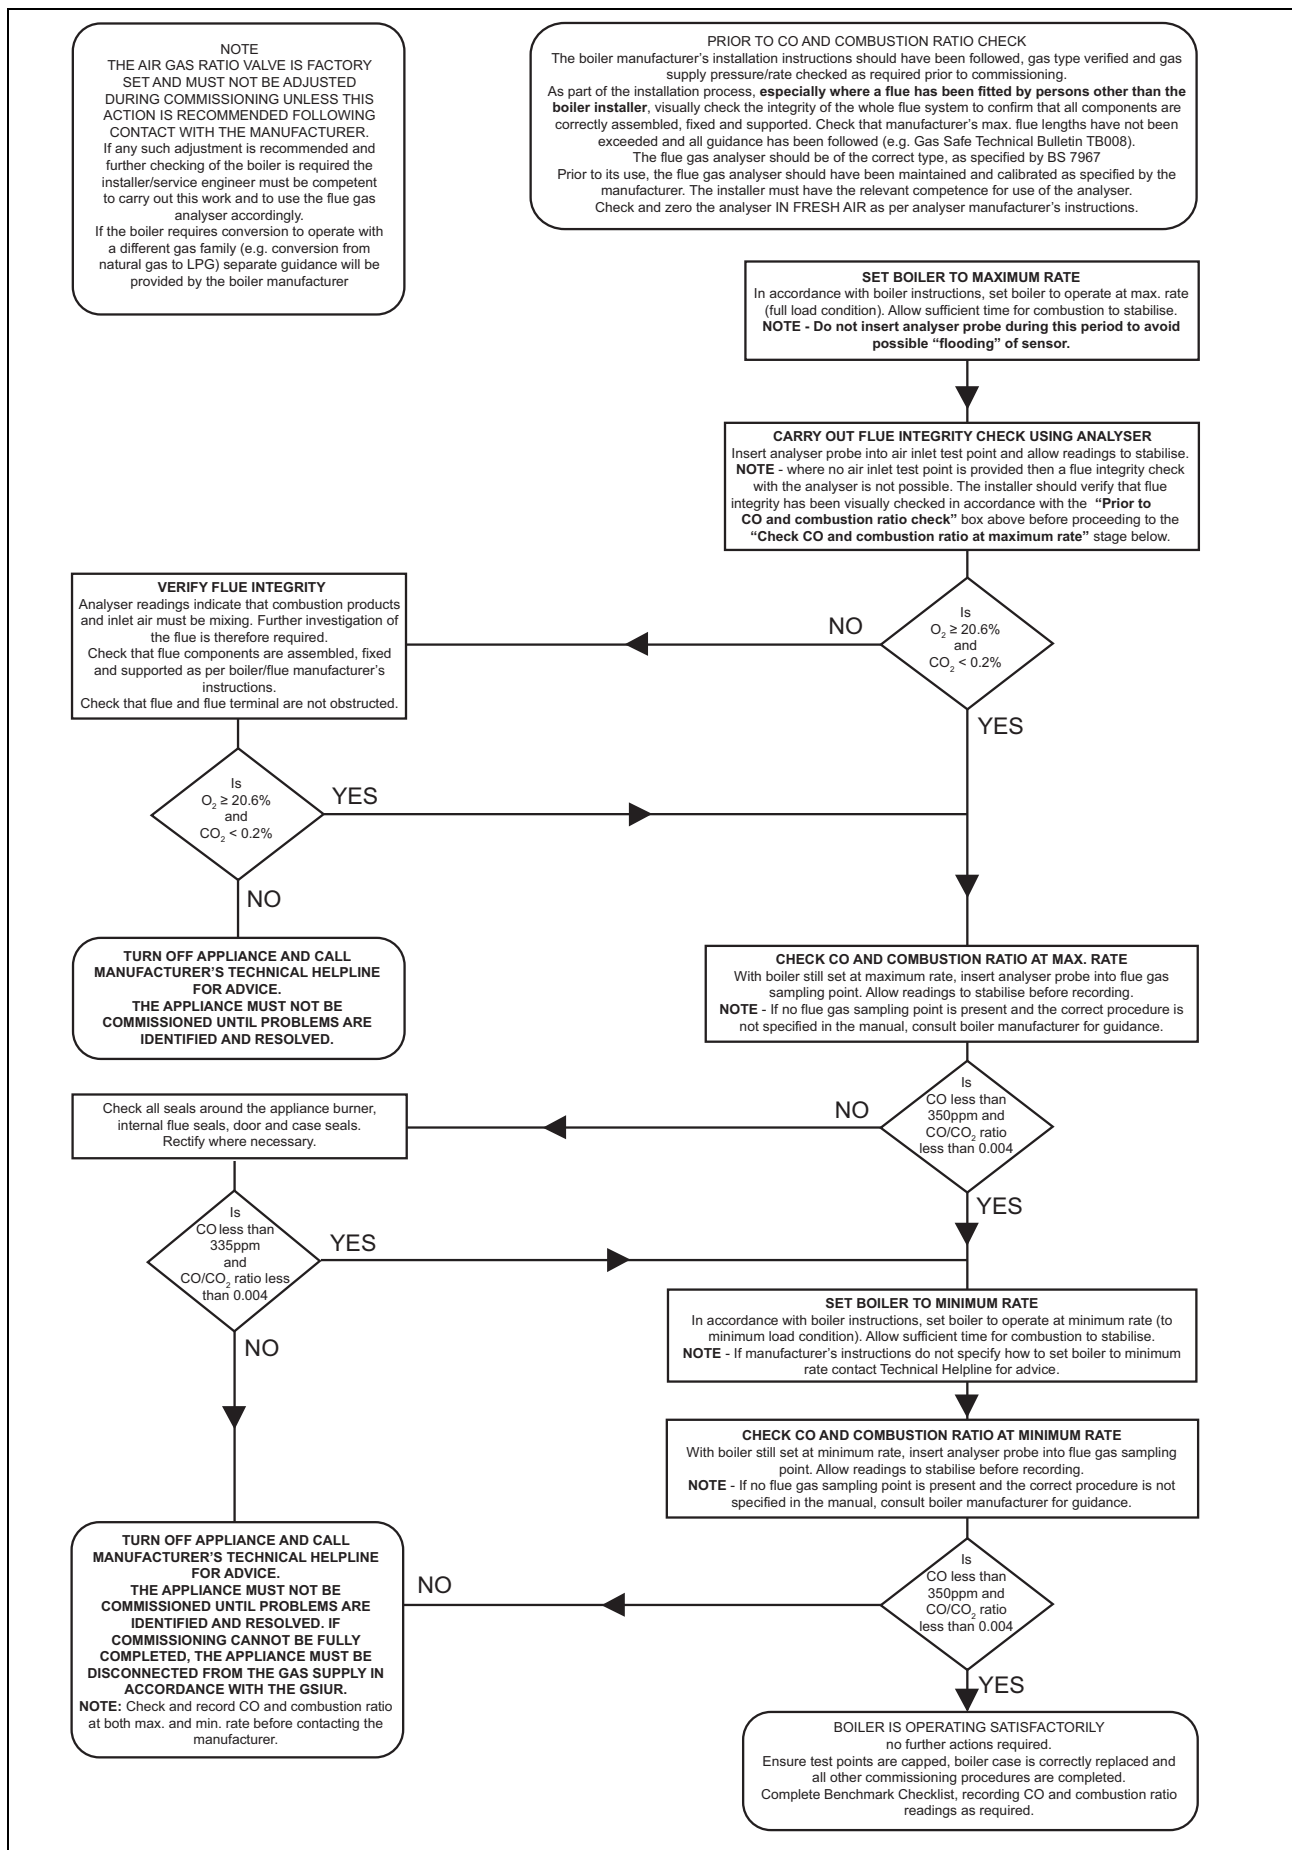 NOTE
THE AIR GAS RATIO VALVE IS FACTORY
SET AND MUST NOT BE ADJUSTED
DURING COMMISSIONING UNLESS THIS
ACTION IS RECOMMENDED FOLLOWING
CONTACT WITH THE MANUFACTURER.
If any such adjustment is recommended and
further checking of the boiler is required the
installer/service engineer must be competent
to carry out this work and to use the flue gas
analyser accordingly.
If the boiler requires conversion to operate with
a different gas family (e.g. conversion from
natural gas to LPG) separate guidance will be
provided by the boiler manufacturer
PRIOR TO CO AND COMBUSTION RATIO CHECK
The boiler manufacturer's installation instructions should have been followed, gas type verified and gas
supply pressure/rate checked as required prior to commissioning.
As part of the installation process, especially where a flue has been fitted by persons other than the
boiler installer, visually check the integrity of the whole flue system to confirm that all components are
correctly assembled, fixed and supported. Check that manufacturer's max. flue lengths have not been
exceeded and all guidance has been followed (e.g. Gas Safe Technical Bulletin TB008).
The flue gas analyser should be of the correct type, as specified by BS 7967
Prior to its use, the flue gas analyser should have been maintained and calibrated as specified by the
manufacturer. The installer must have the relevant competence for use of the analyser.
Check and zero the analyser IN FRESH AIR as per analyser manufacturer's instructions.
SET BOILER TO MAXIMUM RATE
In accordance with boiler instructions, set boiler to operate at max. rate
(full load condition). Allow sufficient time for combustion to stabilise.
NOTE - Do not insert analyser probe during this period to avoid
possible “flooding” of sensor.
CARRY OUT FLUE INTEGRITY CHECK USING ANALYSER
Insert analyser probe into air inlet test point and allow readings to stabilise.
NOTE - where no air inlet test point is provided then a flue integrity check
with the analyser is not possible. The installer should verify that flue
integrity has been visually checked in accordance with the “Prior to
CO and combustion ratio check” box above before proceeding to the
“Check CO and combustion ratio at maximum rate” stage below.
Is
O₂ ≥ 20.6%
and
CO₂ < 0.2%
NO
YES
VERIFY FLUE INTEGRITY
Analyser readings indicate that combustion products
and inlet air must be mixing. Further investigation of
the flue is therefore required.
Check that flue components are assembled, fixed
and supported as per boiler/flue manufacturer's
instructions.
Check that flue and flue terminal are not obstructed.
Is
O₂ ≥ 20.6%
and
CO₂ < 0.2%
YES
NO
TURN OFF APPLIANCE AND CALL
MANUFACTURER'S TECHNICAL HELPLINE
FOR ADVICE.
THE APPLIANCE MUST NOT BE
COMMISSIONED UNTIL PROBLEMS ARE
IDENTIFIED AND RESOLVED.
CHECK CO AND COMBUSTION RATIO AT MAX. RATE
With boiler still set at maximum rate, insert analyser probe into flue gas
sampling point. Allow readings to stabilise before recording.
NOTE - If no flue gas sampling point is present and the correct procedure is
not specified in the manual, consult boiler manufacturer for guidance.
Is
CO less than
350ppm and
CO/CO₂ ratio
less than 0.004
NO
YES
Check all seals around the appliance burner,
internal flue seals, door and case seals.
Rectify where necessary.
Is
CO less than
335ppm
and
CO/CO₂ ratio less
than 0.004
YES
NO
SET BOILER TO MINIMUM RATE
In accordance with boiler instructions, set boiler to operate at minimum rate (to
minimum load condition). Allow sufficient time for combustion to stabilise.
NOTE - If manufacturer's instructions do not specify how to set boiler to minimum
rate contact Technical Helpline for advice.
CHECK CO AND COMBUSTION RATIO AT MINIMUM RATE
With boiler still set at minimum rate, insert analyser probe into flue gas sampling
point. Allow readings to stabilise before recording.
NOTE - If no flue gas sampling point is present and the correct procedure is not
specified in the manual, consult boiler manufacturer for guidance.
Is
CO less than
350ppm and
CO/CO₂ ratio
less than 0.004
NO
YES
TURN OFF APPLIANCE AND CALL
MANUFACTURER'S TECHNICAL HELPLINE
FOR ADVICE.
THE APPLIANCE MUST NOT BE
COMMISSIONED UNTIL PROBLEMS ARE
IDENTIFIED AND RESOLVED. IF
COMMISSIONING CANNOT BE FULLY
COMPLETED, THE APPLIANCE MUST BE
DISCONNECTED FROM THE GAS SUPPLY IN
ACCORDANCE WITH THE GSIUR.
NOTE: Check and record CO and combustion ratio
at both max. and min. rate before contacting the
manufacturer.
BOILER IS OPERATING SATISFACTORILY
no further actions required.
Ensure test points are capped, boiler case is correctly replaced and
all other commissioning procedures are completed.
Complete Benchmark Checklist, recording CO and combustion ratio
readings as required.